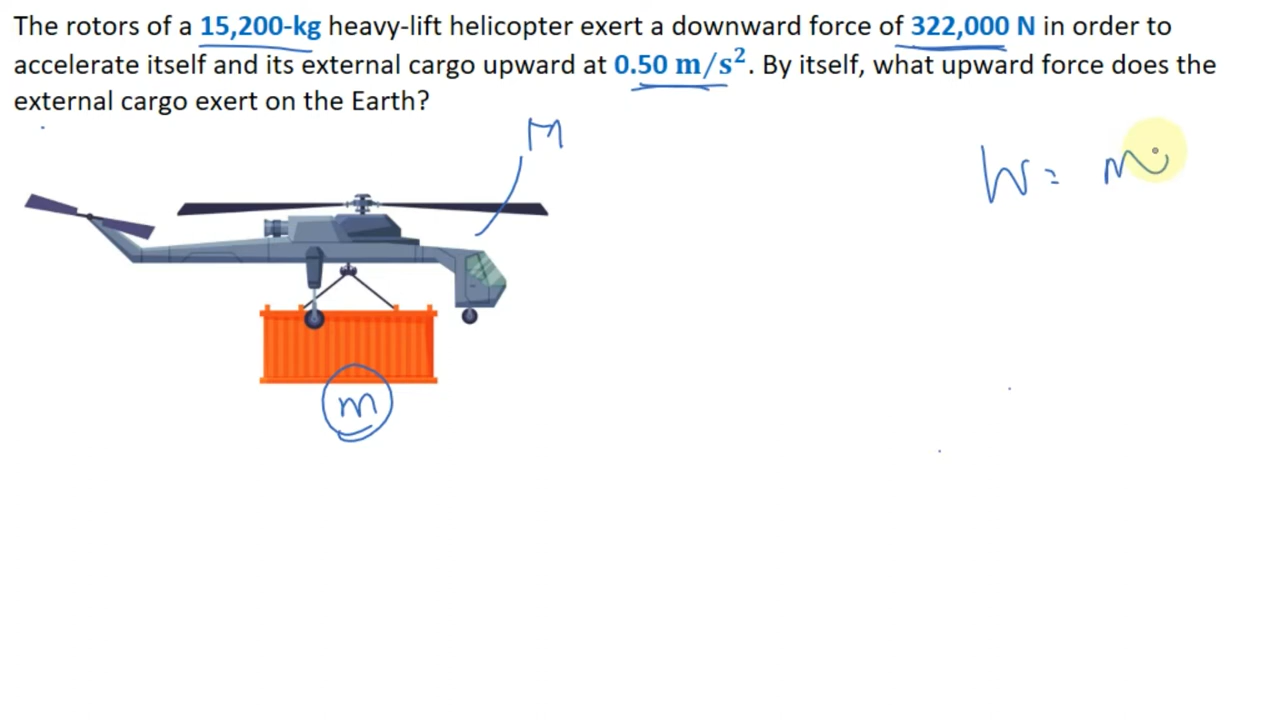 The rotors of a 15,200-kg heavy-lift helicopter exert a downward force of 322,000 N in order to
accelerate itself and its external cargo upward at 0.50 m/s². By itself, what upward force does the
external cargo exert on the Earth?
M
W = m
m